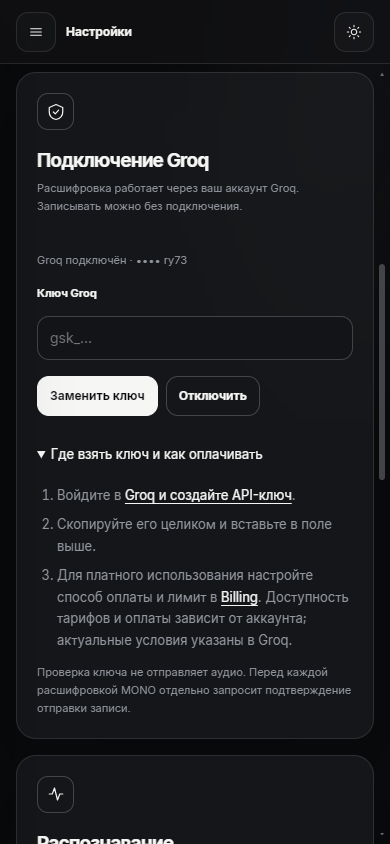 Настройки
Подключение Groq
Расшифровка работает через ваш аккаунт Groq.
Записывать можно без подключения.
Groq подключён · •••• ry73
Ключ Groq
gsk_...
Заменить ключ
Отключить
▼ Где взять ключ и как оплачивать
1. Войдите в Groq и создайте API-ключ.
2. Скопируйте его целиком и вставьте в поле
выше.
3. Для платного использования настройте
способ оплаты и лимит в Billing. Доступность
тарифов и оплаты зависит от аккаунта;
актуальные условия указаны в Groq.
Проверка ключа не отправляет аудио. Перед каждой
расшифровкой MONO отдельно запросит подтверждение
отправки записи.
Распознавание